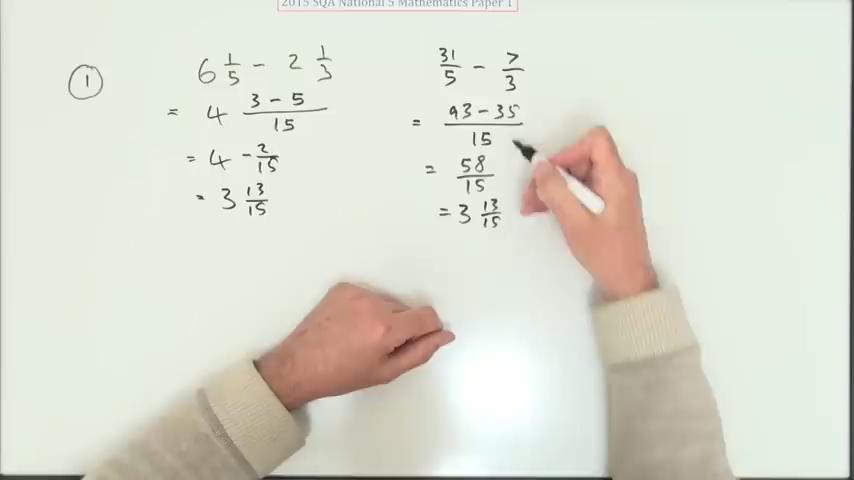 2015 SQA National 5 Mathematics Paper 1
1
6 1/5 - 2 1/3
= 4 (3 - 5)/15
= 4 - 2/15
= 3 13/15
31/5 - 7/3
= (93 - 35)/15
= 58/15
= 3 13/15